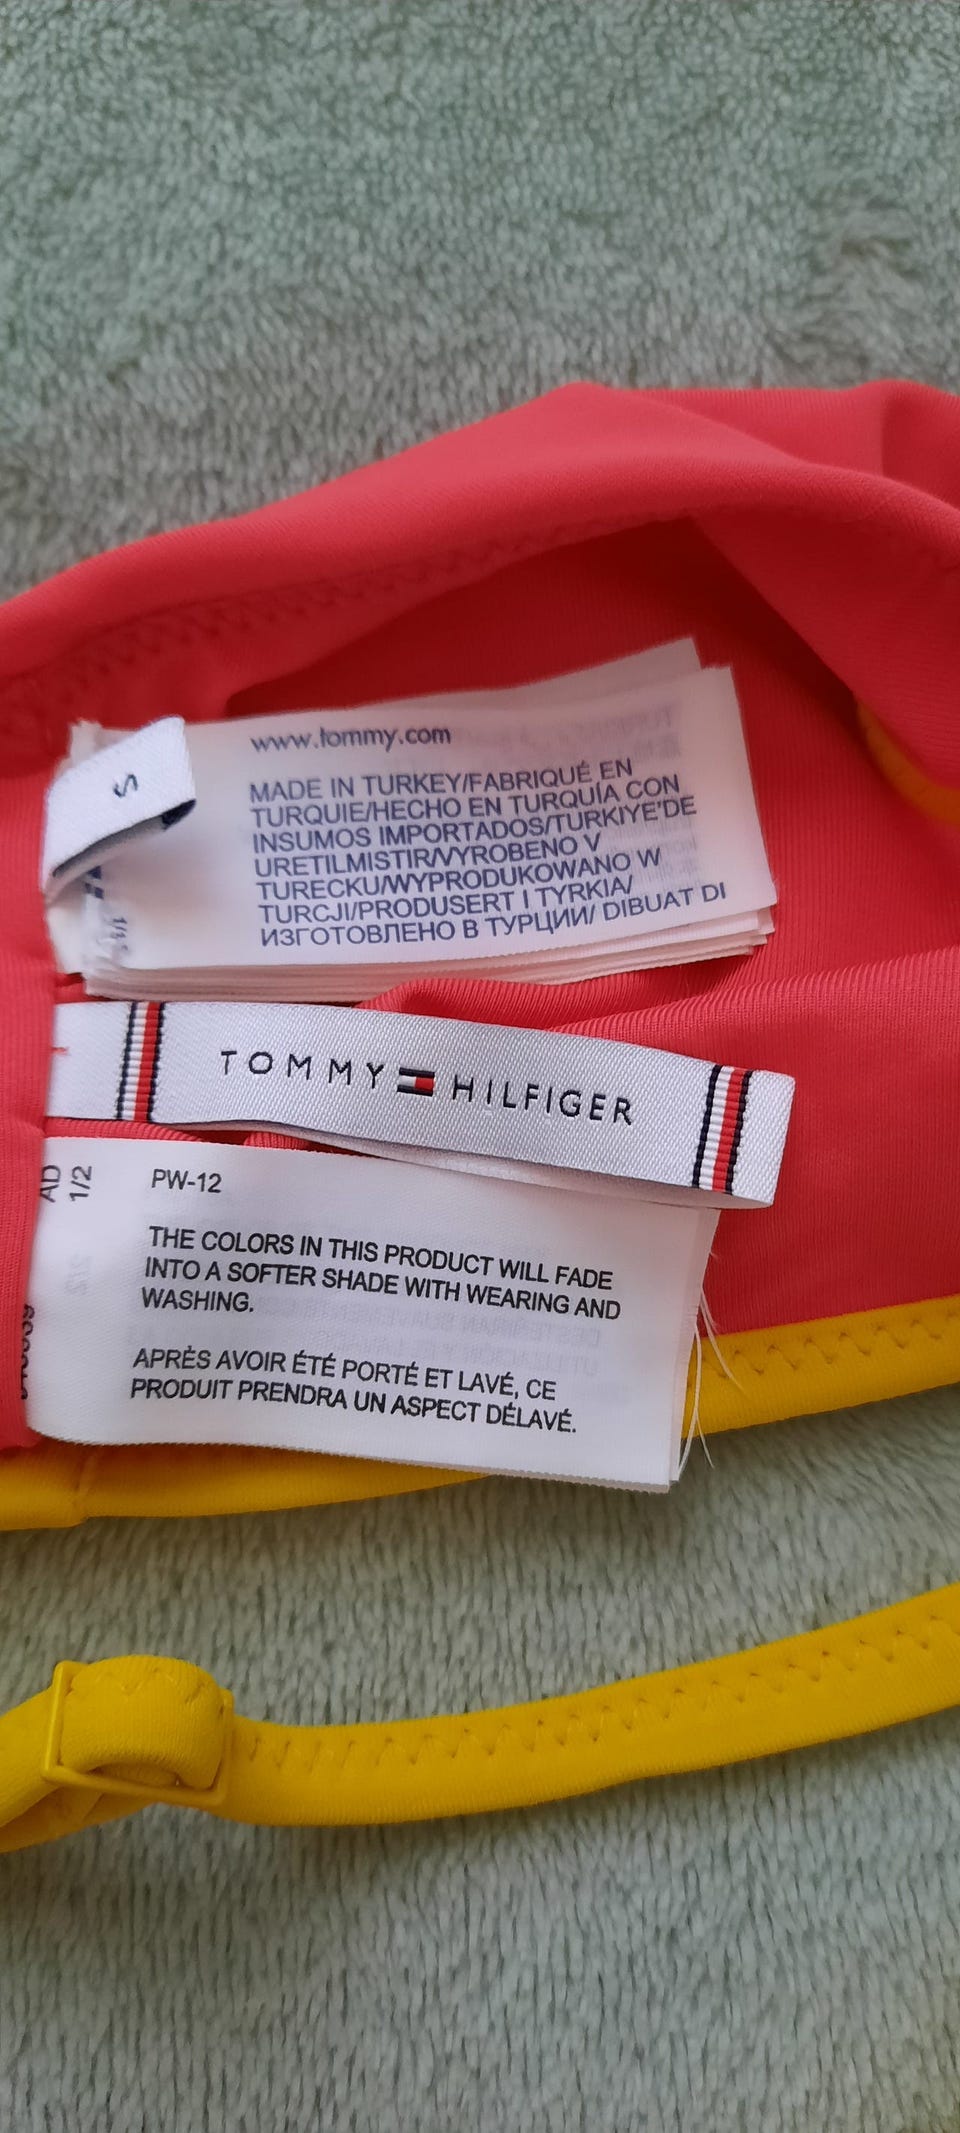 S
www.tommy.com
MADE IN TURKEY/FABRIQUÉ EN
TURQUIE/HECHO EN TURQUÍA CON
INSUMOS IMPORTADOS/TURKIYE'DE
URETILMISTIR/VYROBENO V
TURECKU/WYPRODUKOWANO W
TURCJI/PRODUSERT I TYRKIA/
ИЗГОТОВЛЕНО В ТУРЦИИ/ DIBUAT DI
TOMMY HILFIGER
AD
1/2
PW-12
THE COLORS IN THIS PRODUCT WILL FADE
INTO A SOFTER SHADE WITH WEARING AND
WASHING.
APRÈS AVOIR ÉTÉ PORTÉ ET LAVÉ, CE
PRODUIT PRENDRA UN ASPECT DÉLAVÉ.